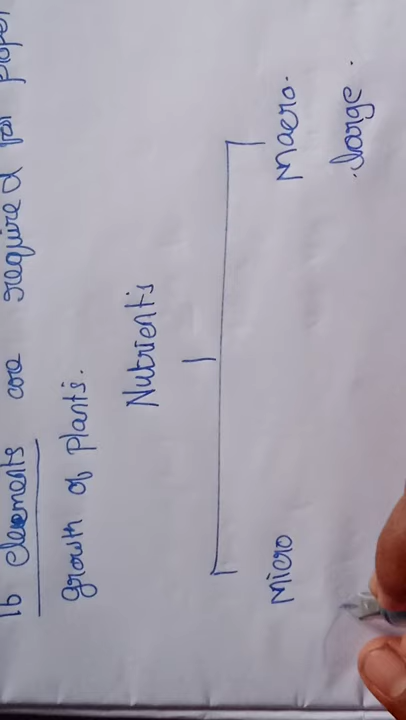 16 elements are required for proper
growth of plants.
Nutrients
Micro Macro.
large.